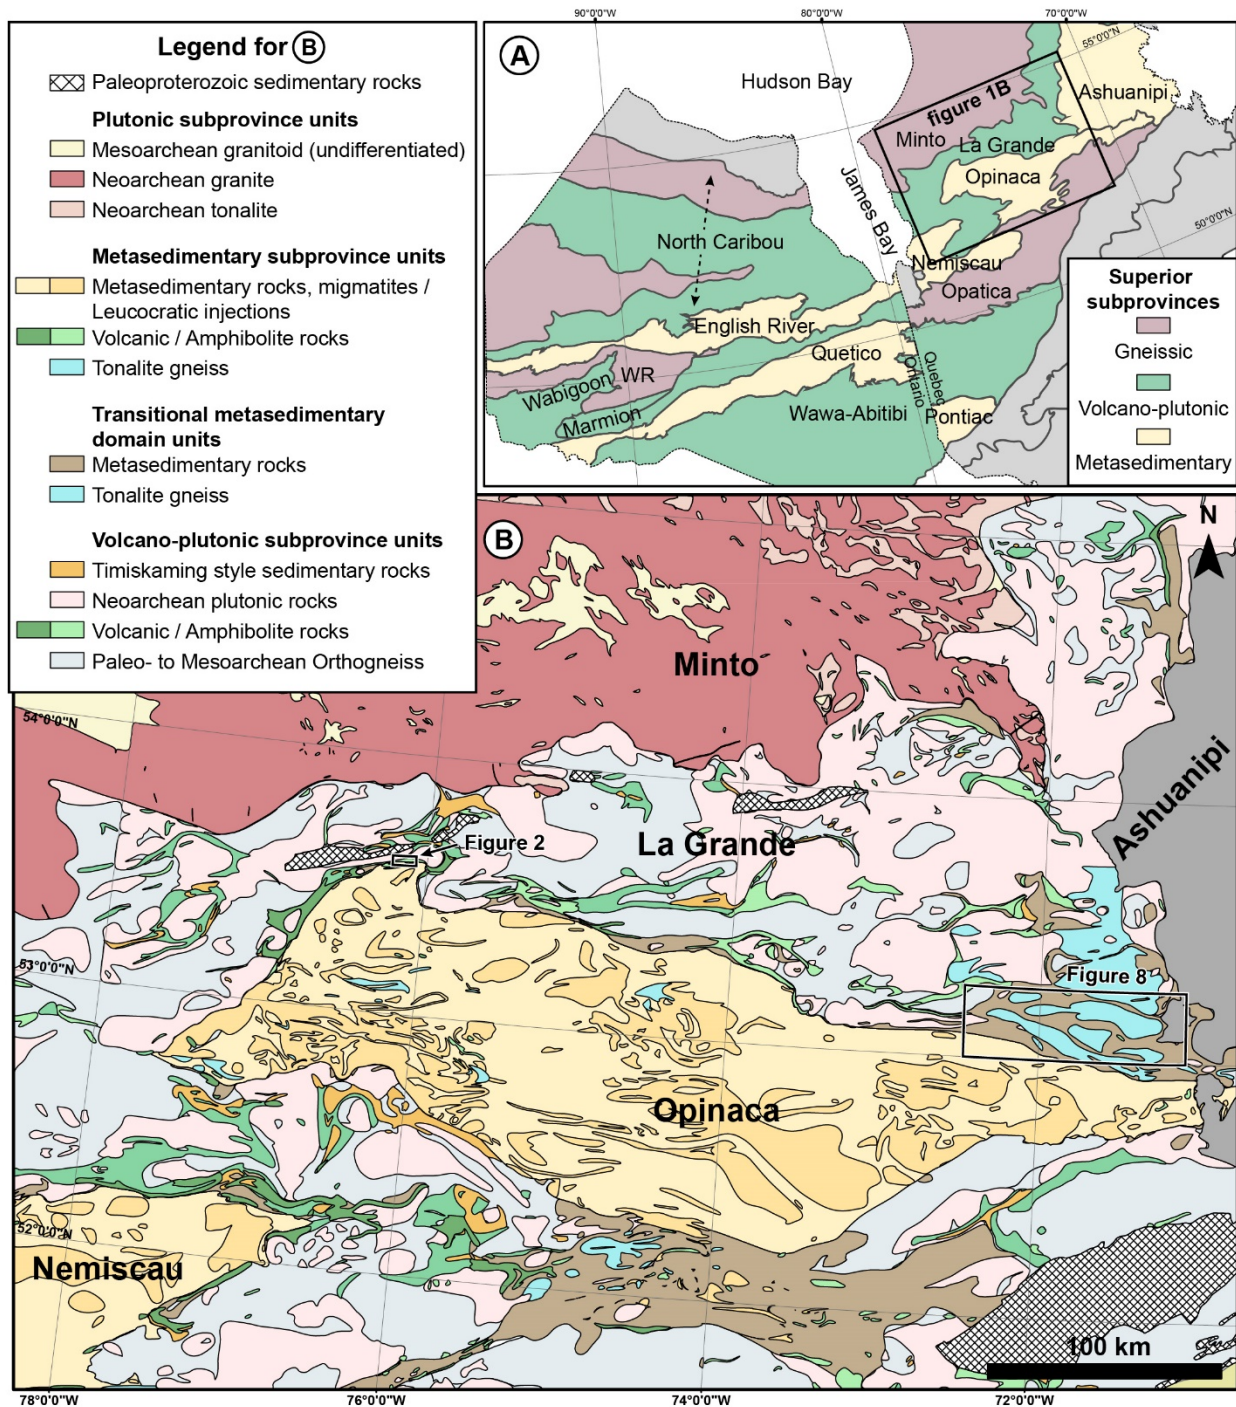 Legend for B
Paleoproterozoic sedimentary rocks
Plutonic subprovince units
Mesoarchean granitoid (undifferentiated)
Neoarchean granite
Neoarchean tonalite
Metasedimentary subprovince units
Metasedimentary rocks, migmatites /
Leucocratic injections
Volcanic / Amphibolite rocks
Tonalite gneiss
Transitional metasedimentary
domain units
Metasedimentary rocks
Tonalite gneiss
Volcano-plutonic subprovince units
Timiskaming style sedimentary rocks
Neoarchean plutonic rocks
Volcanic / Amphibolite rocks
Paleo- to Mesoarchean Orthogneiss
90°0'0"W
80°0'0"W
70°0'0"W
A
55°0'0"N
Hudson Bay
figure 1B
Ashuanipi
Minto
La Grande
Opinaca
James Bay
50°0'0"N
North Caribou
Nemiscau
Opatica
English River
Quetico
Quebec
Ontario
WR
Wabigoon
Marmion
Wawa-Abitibi
Pontiac
Superior
subprovinces
Gneissic
Volcano-plutonic
Metasedimentary
B
N
Minto
54°0'0"N
Ashuanipi
La Grande
Figure 2
53°0'0"N
Figure 8
Opinaca
52°0'0"N
Nemiscau
100 km
78°0'0"W
76°0'0"W
74°0'0"W
72°0'0"W